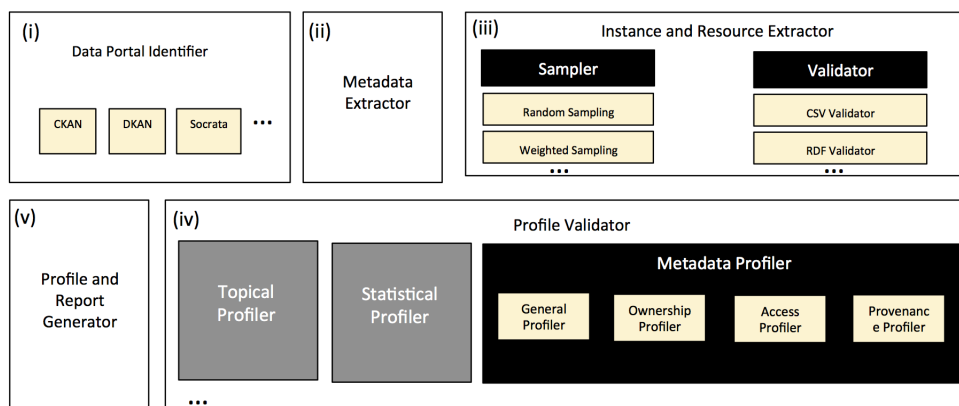 (i)
Data Portal Identifier
CKAN
DKAN
Socrata
...
(ii)
Metadata
Extractor
(iii)
Instance and Resource Extractor
Sampler
Random Sampling
Weighted Sampling
...
Validator
CSV Validator
RDF Validator
...
(v)
Profile and
Report
Generator
(iv)
Profile Validator
Topical
Profiler
...
Statistical
Profiler
Metadata Profiler
General
Profiler
Ownership
Profiler
Access
Profiler
Provenanc
e Profiler